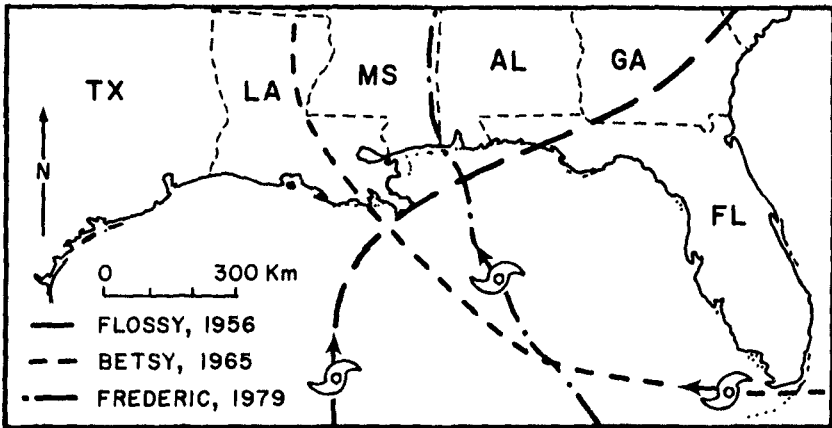 TX
LA
MS
AL
GA
N
FL
0 300 Km
FLOSSY, 1956
BETSY, 1965
FREDERIC, 1979